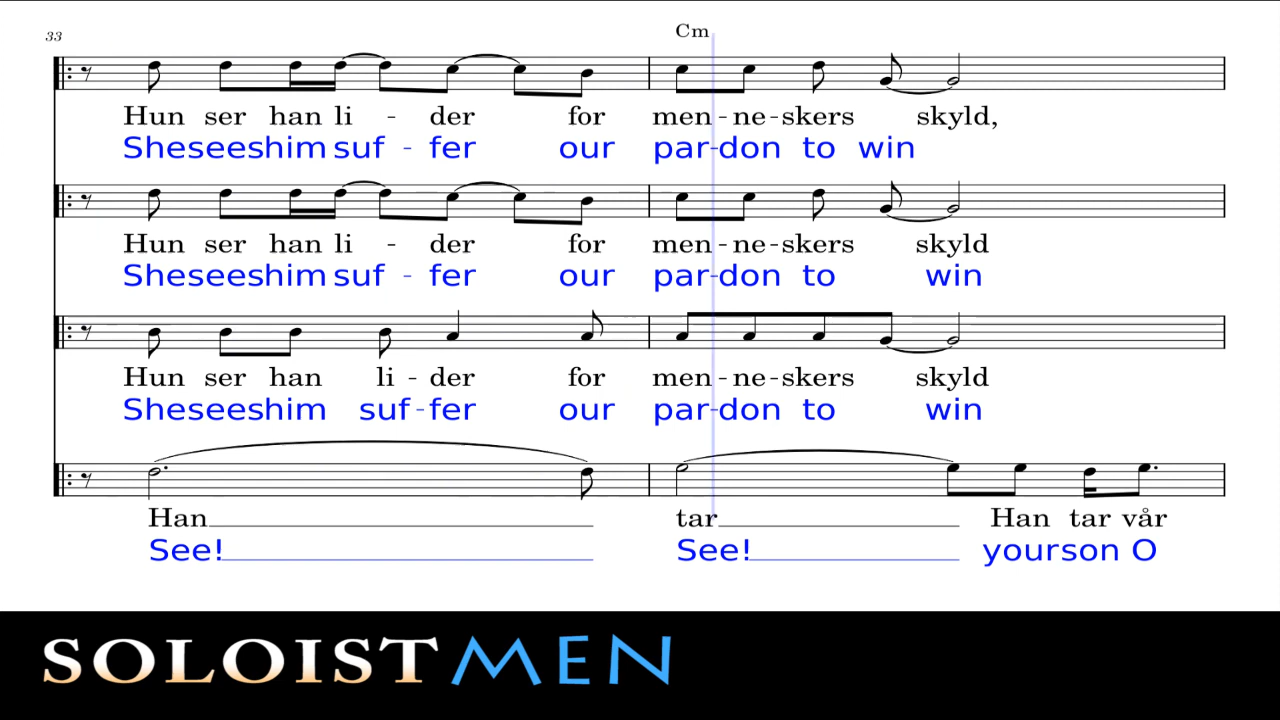 33
Cm
Hun ser han li - der for men - ne - skers skyld,
Sheseeshim suf - fer our par-don to win
Hun ser han li - der for men - ne - skers skyld
Sheseeshim suf - fer our par-don to win
Hun ser han li - der for men - ne - skers skyld
Sheseeshim suf - fer our par-don to win
Han tar Han tar vår
See! See! yourson O
SOLOIST MEN